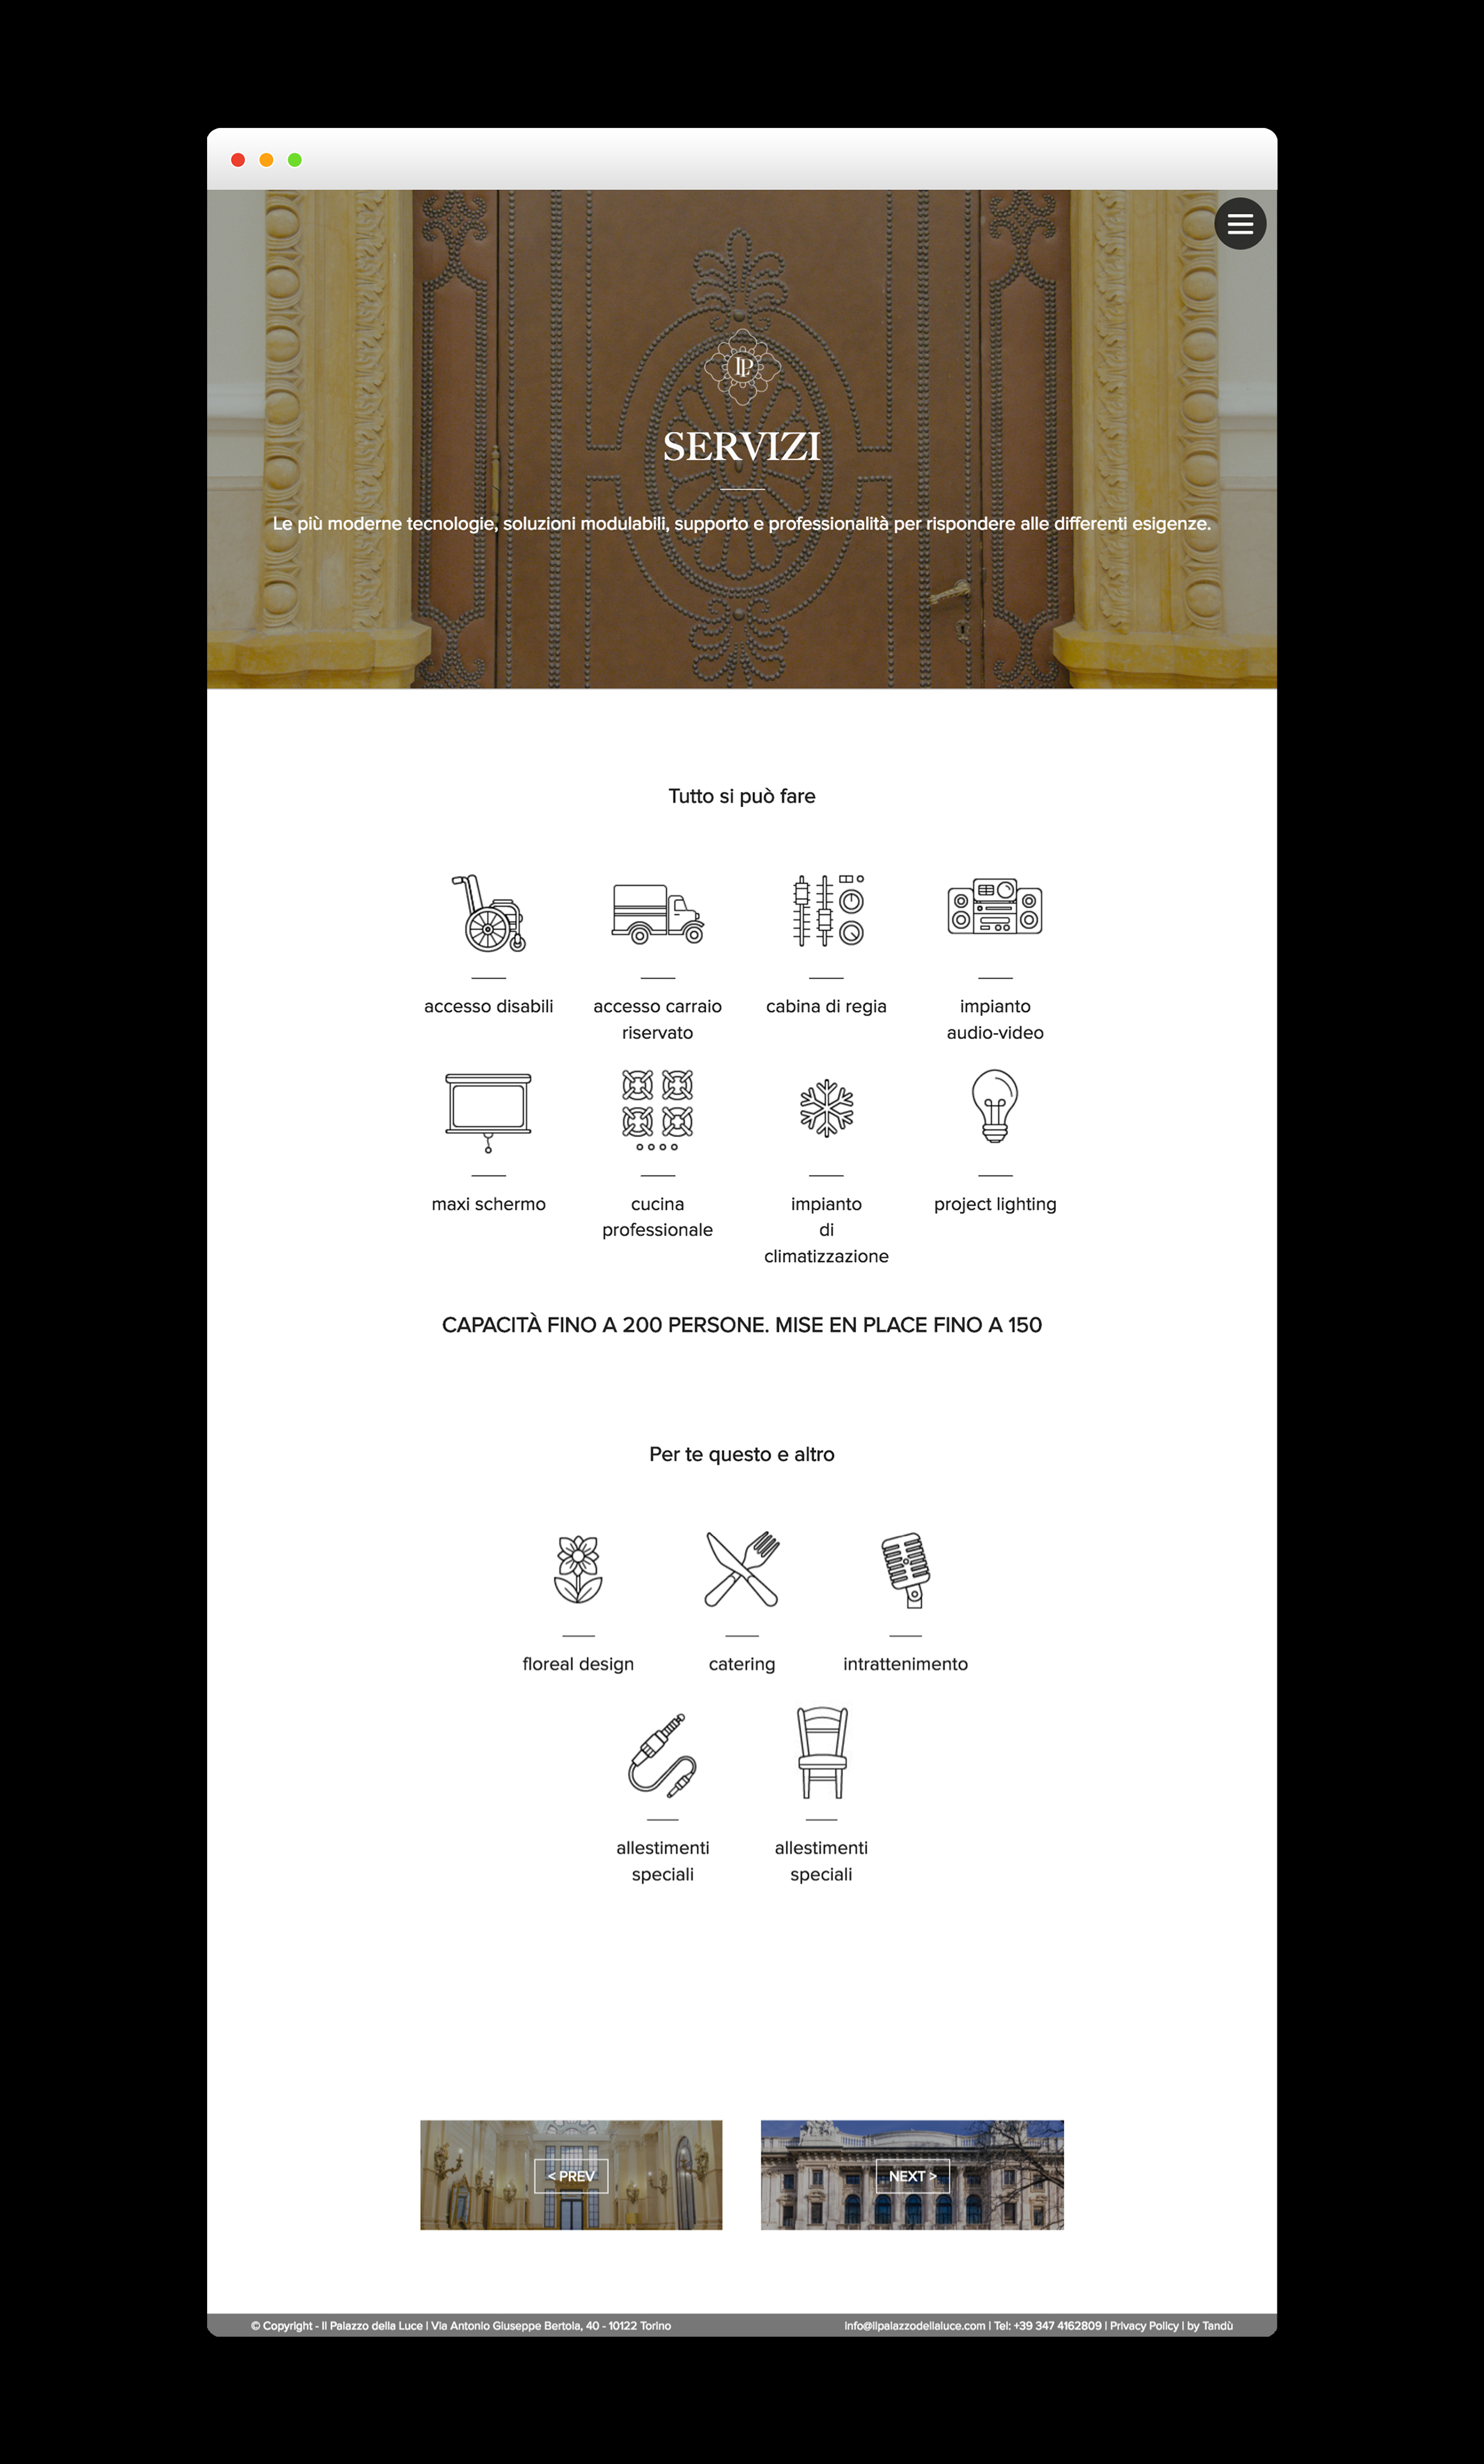 LP
SERVIZI
Le più moderne tecnologie, soluzioni modulabili, supporto e professionalità per rispondere alle differenti esigenze.
Tutto si può fare
accesso disabili
accesso carraio
riservato
cabina di regia
impianto
audio-video
maxi schermo
cucina
professionale
impianto
di
climatizzazione
project lighting
CAPACITÀ FINO A 200 PERSONE. MISE EN PLACE FINO A 150
Per te questo e altro
floreal design
catering
intrattenimento
allestimenti
speciali
allestimenti
speciali
< PREV
NEXT >
© Copyright - Il Palazzo della Luce | Via Antonio Giuseppe Bertola, 40 - 10122 Torino
info@ilpalazzodellaluce.com | Tel: +39 347 4162809 | Privacy Policy | by Tandù